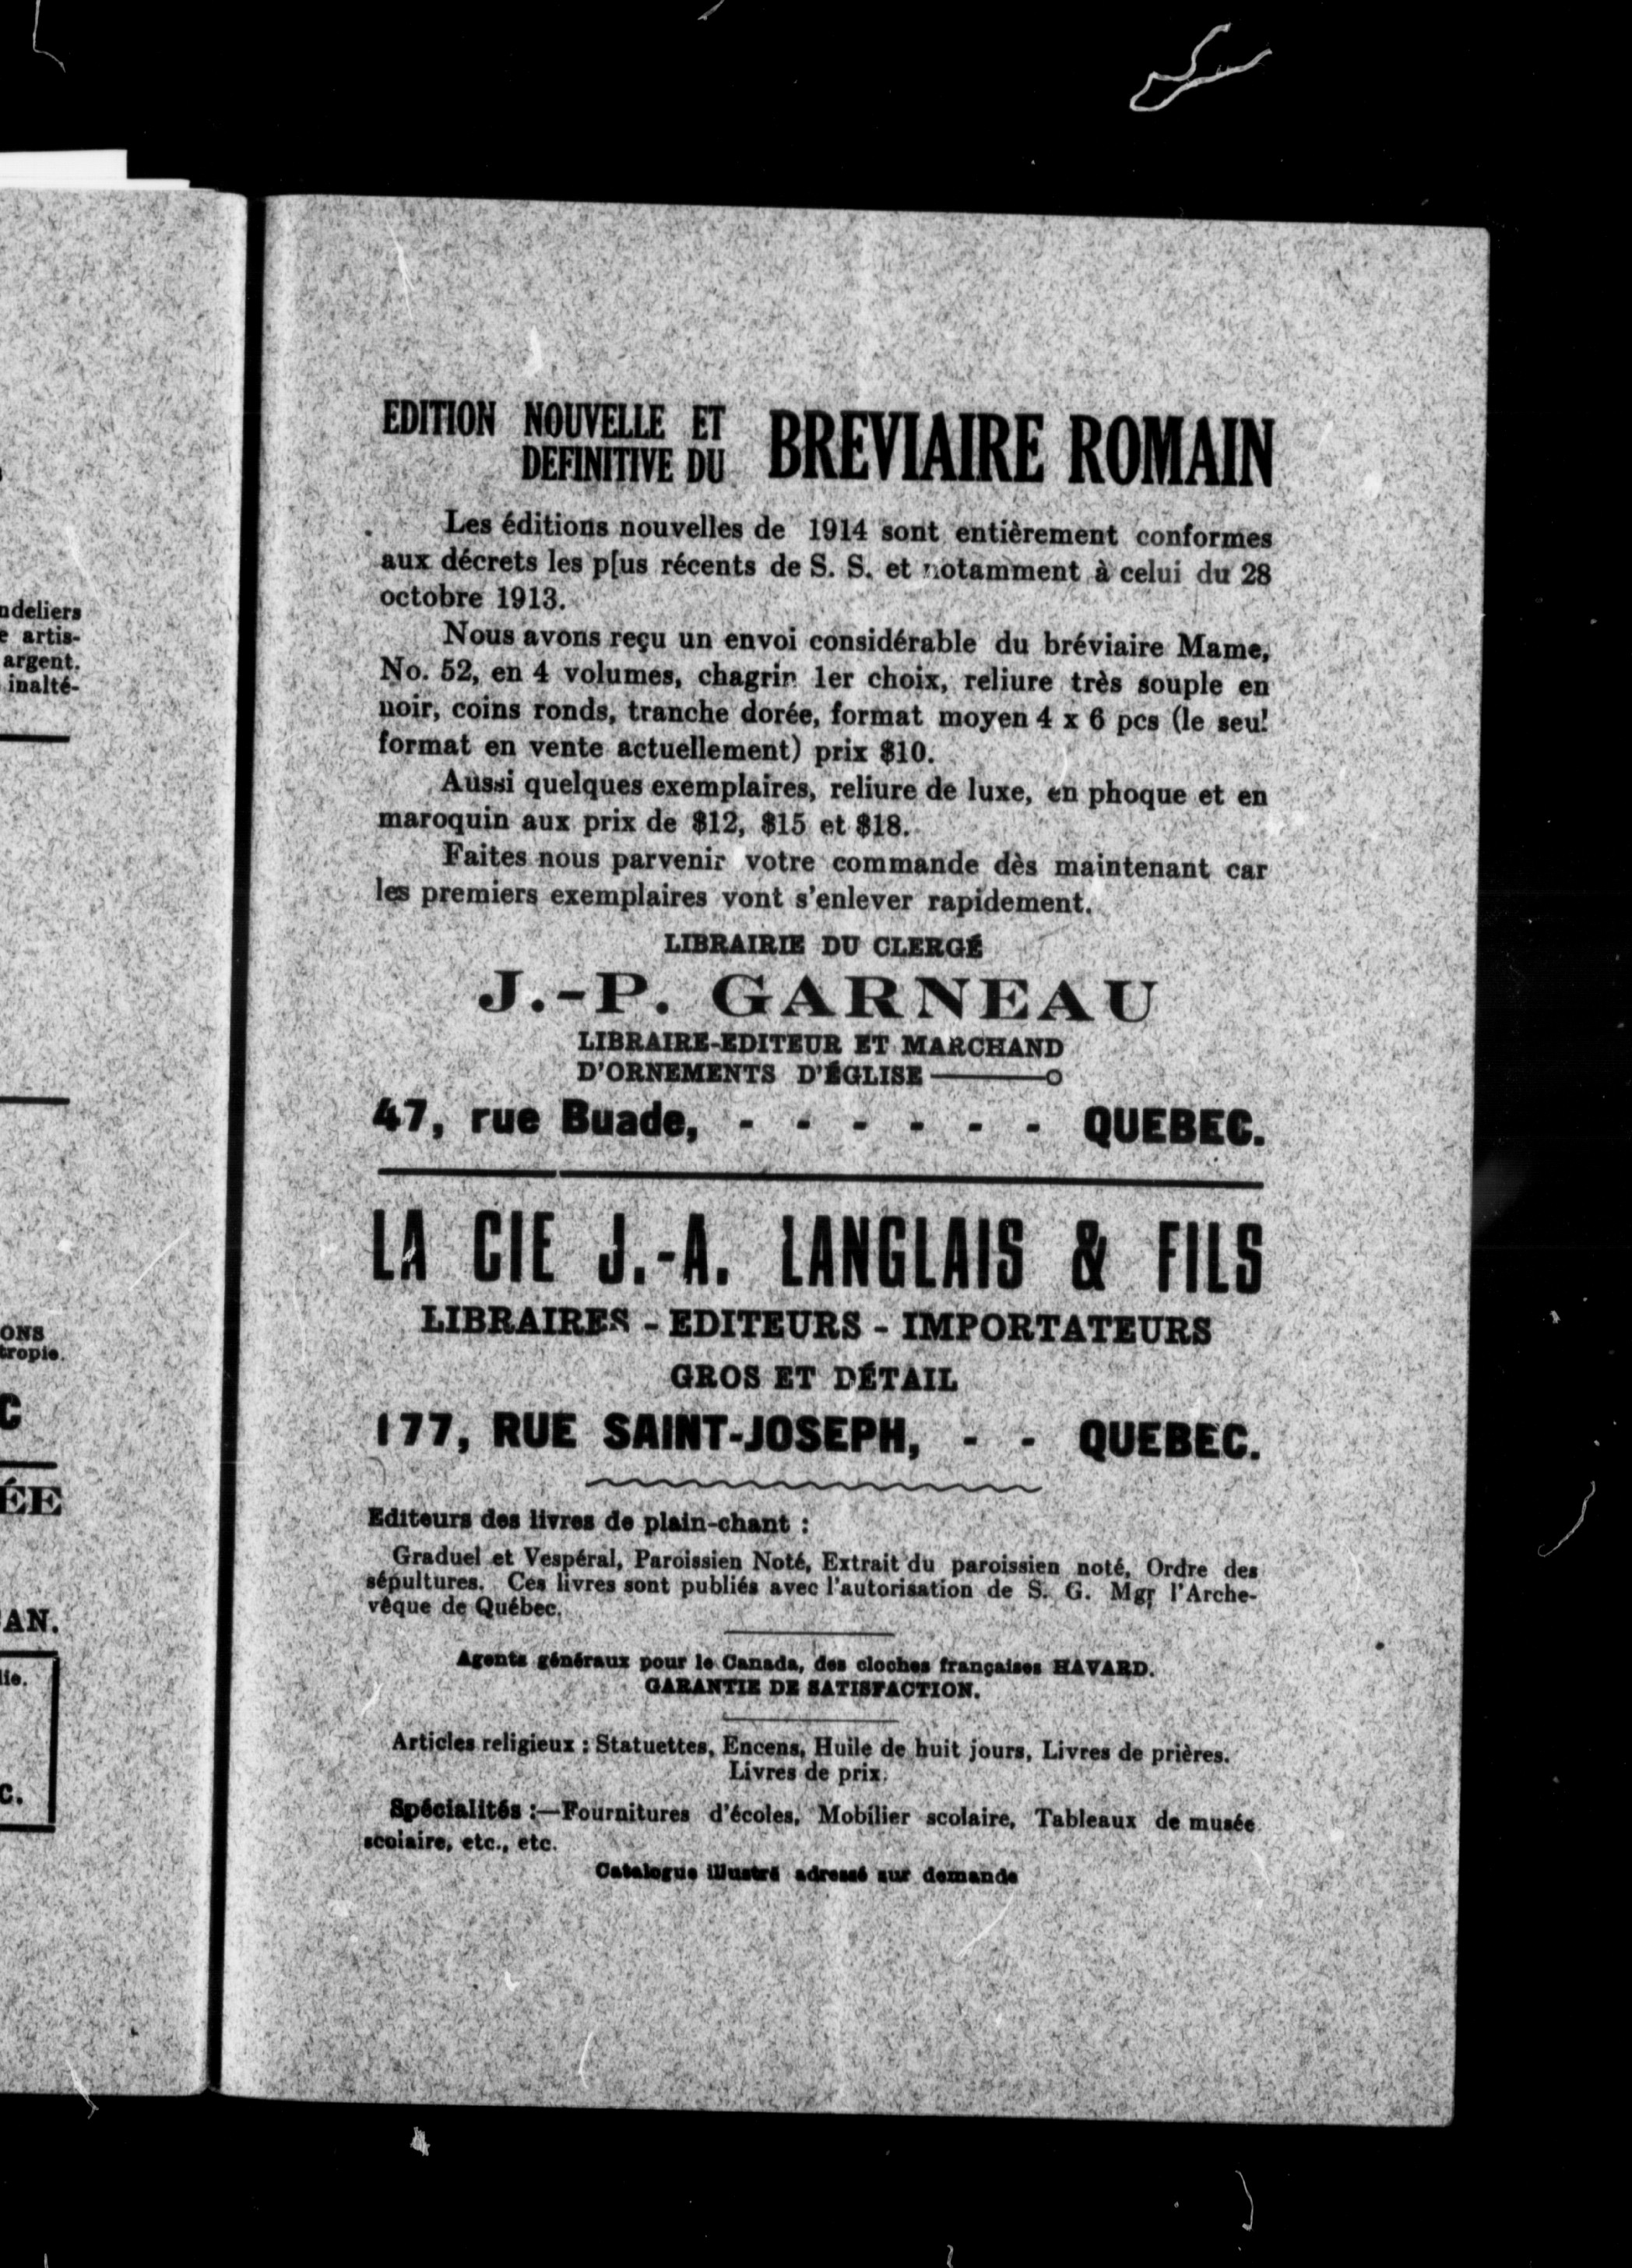 ndeliers
e artis-
argent.
inalté-
ONS
tropie.
C
ÉE
AN.
lie.
C.
EDITION NOUVELLE ET
DEFINITIVE DU BREVIAIRE ROMAIN
Les éditions nouvelles de 1914 sont entièrement conformes
aux décrets les plus récents de S. S. et notamment à celui du 28
octobre 1913.
Nous avons reçu un envoi considérable du bréviaire Mame,
No. 52, en 4 volumes, chagrin 1er choix, reliure très souple en
noir, coins ronds, tranche dorée, format moyen 4 x 6 pcs (le seul
format en vente actuellement) prix $10.
Aussi quelques exemplaires, reliure de luxe, en phoque et en
maroquin aux prix de $12, $15 et $18.
Faites nous parvenir votre commande dès maintenant car
les premiers exemplaires vont s'enlever rapidement.
LIBRAIRIE DU CLERGÉ
J.-P. GARNEAU
LIBRAIRE-EDITEUR ET MARCHAND
D'ORNEMENTS D'ÉGLISE
47, rue Buade, - - - - - - QUEBEC.
LA CIE J.-A. LANGLAIS & FILS
LIBRAIRES - EDITEURS - IMPORTATEURS
GROS ET DÉTAIL
177, RUE SAINT-JOSEPH, - - QUEBEC.
Editeurs des livres de plain-chant :
Graduel et Vespéral, Paroissien Noté, Extrait du paroissien noté, Ordre des
sépultures. Ces livres sont publiés avec l'autorisation de S. G. Mgr l'Arche-
vêque de Québec.
Agents généraux pour le Canada, des cloches françaises HAVARD.
GARANTIE DE SATISFACTION.
Articles religieux : Statuettes, Encens, Huile de huit jours, Livres de prières.
Livres de prix.
Spécialités :—Fournitures d'écoles, Mobilier scolaire, Tableaux de musée
scolaire, etc., etc.
Catalogue illustré adressé sur demande